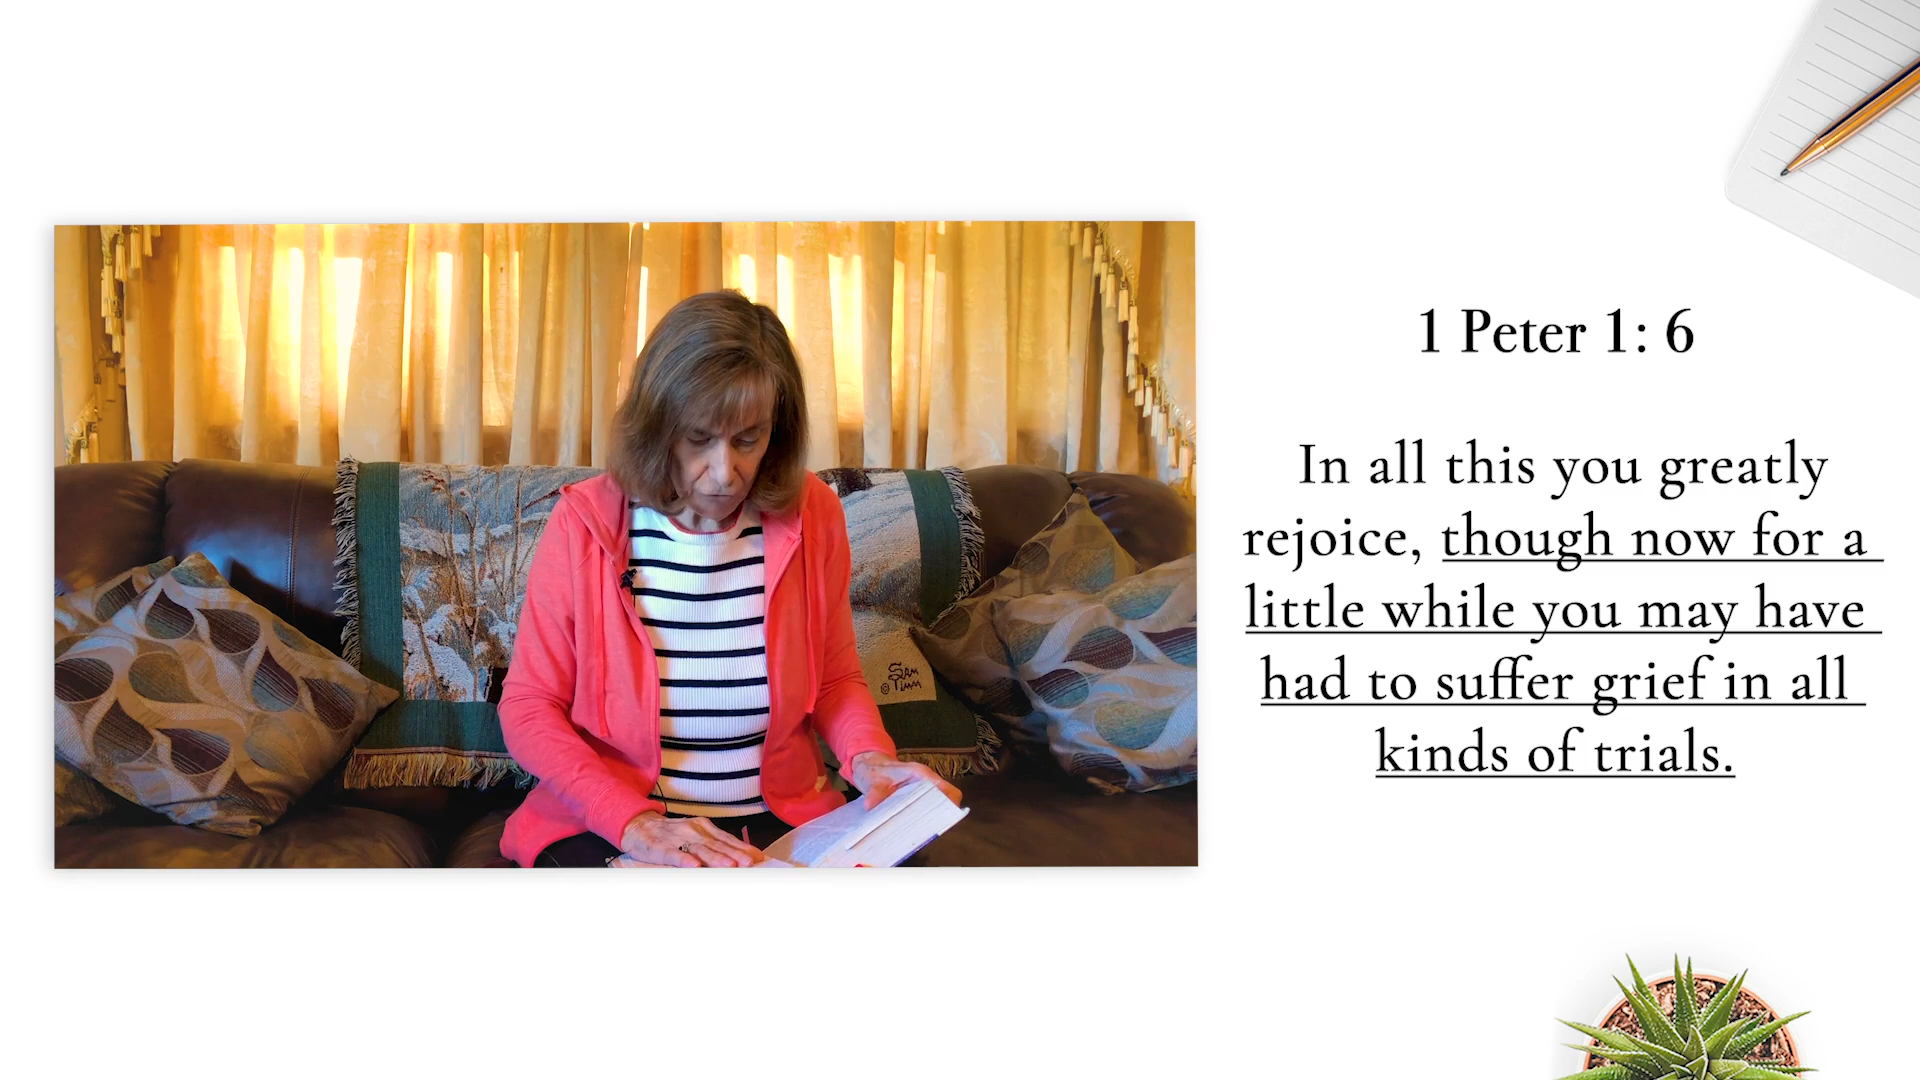 1 Peter 1: 6
In all this you greatly
rejoice, though now for a
little while you may have
had to suffer grief in all
kinds of trials.